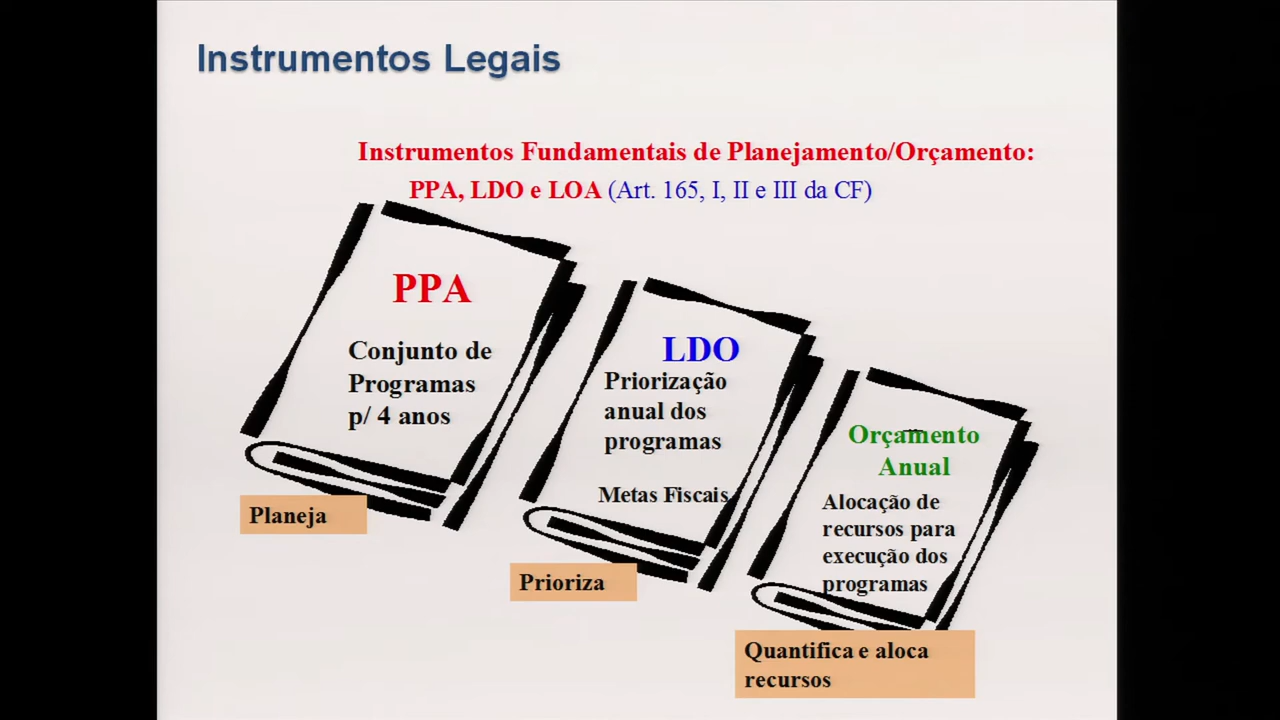 Instrumentos Legais
Instrumentos Fundamentais de Planejamento/Orçamento:
PPA, LDO e LOA (Art. 165, I, II e III da CF)
PPA
Conjunto de
Programas
p/ 4 anos
Planeja
LDO
Priorização
anual dos
programas
Metas Fiscais
Prioriza
Orçamento
Anual
Alocação de
recursos para
execução dos
programas
Quantifica e aloca
recursos